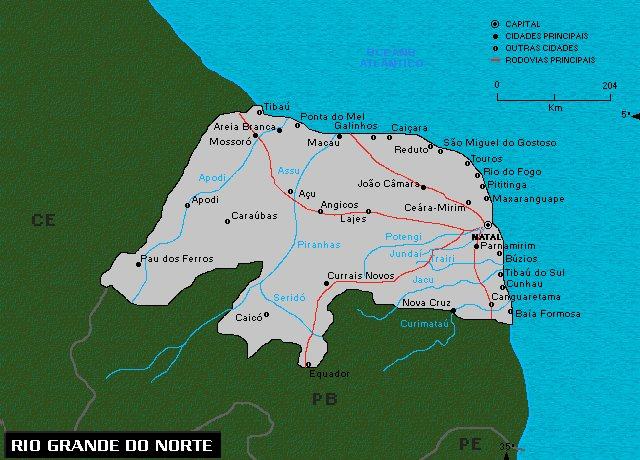 CAPITAL
CIDADES PRINCIPAIS
OUTRAS CIDADES
RODOVIAS PRINCIPAIS
0 204
Km
OCEANO
ATLÂNTICO
5°
Tibaú
Ponta do Mel
Areia Branca
Galinhos
Caiçara
Mossoró
Macau
Reduto
São Miguel do Gostoso
Touros
Rio do Fogo
Apodi
Assu
João Câmara
Pititinga
Açu
Maxaranguape
Apodi
Angicos
Ceára-Mirim
CE
Caraúbas
Lajes
NATAL
Potengi
Piranhas
Parnamirim
Jundaí
Trairi
Búzios
Pau dos Ferros
Tibaú do Sul
Currais Novos
Jacu
Cunhau
Seridó
Nova Cruz
Canguaretama
Caicó
Curimataú
Baía Formosa
Equador
PB
RIO GRANDE DO NORTE
PE
35°